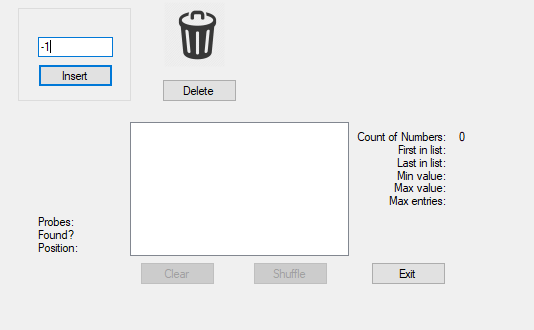 -1
Insert
Delete
Count of Numbers: 0
First in list:
Last in list:
Min value:
Max value:
Max entries:
Probes:
Found?
Position:
Clear
Shuffle
Exit